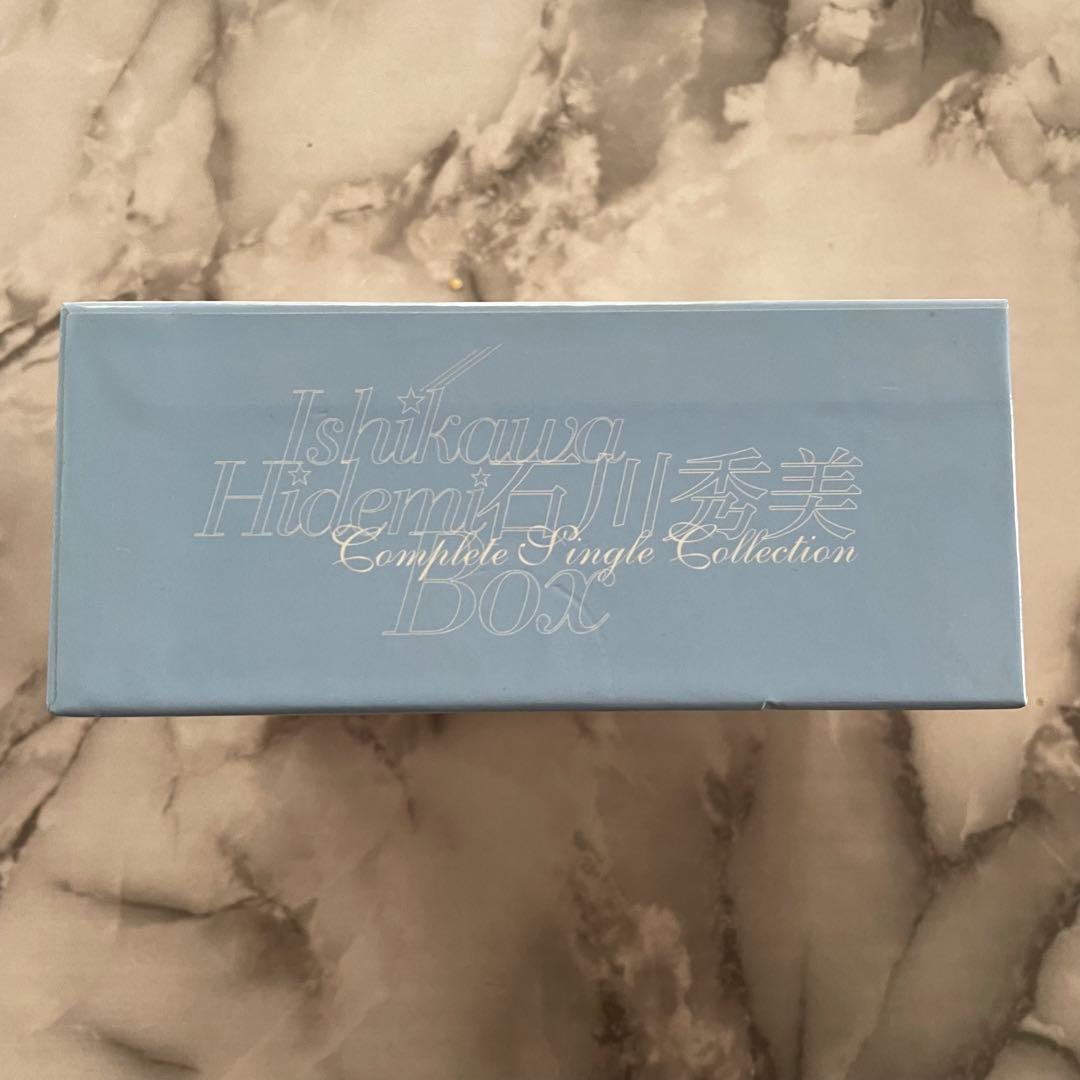 Ishikawa
Hidemi石川秀美
Complete Single Collection
Box